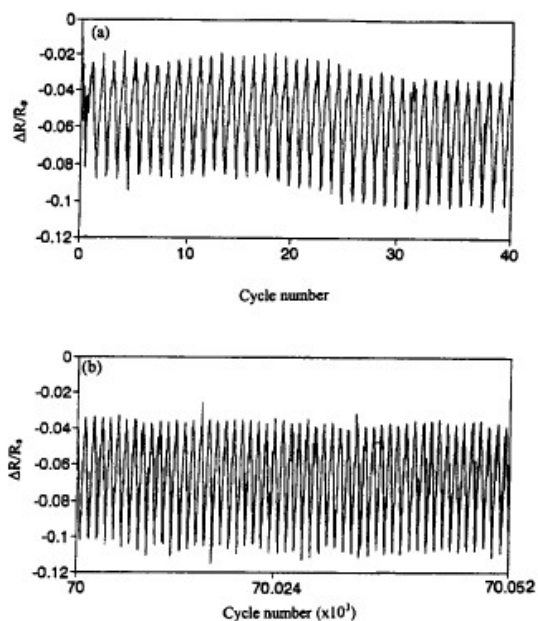 (a)
0
-0.02
-0.04
-0.06
-0.08
-0.1
-0.12
ΔR/Rₒ
0 10 20 30 40
Cycle number
(b)
0
-0.02
-0.04
-0.06
-0.08
-0.1
-0.12
ΔR/Rₒ
70 70.024 70.052
Cycle number (x10³)